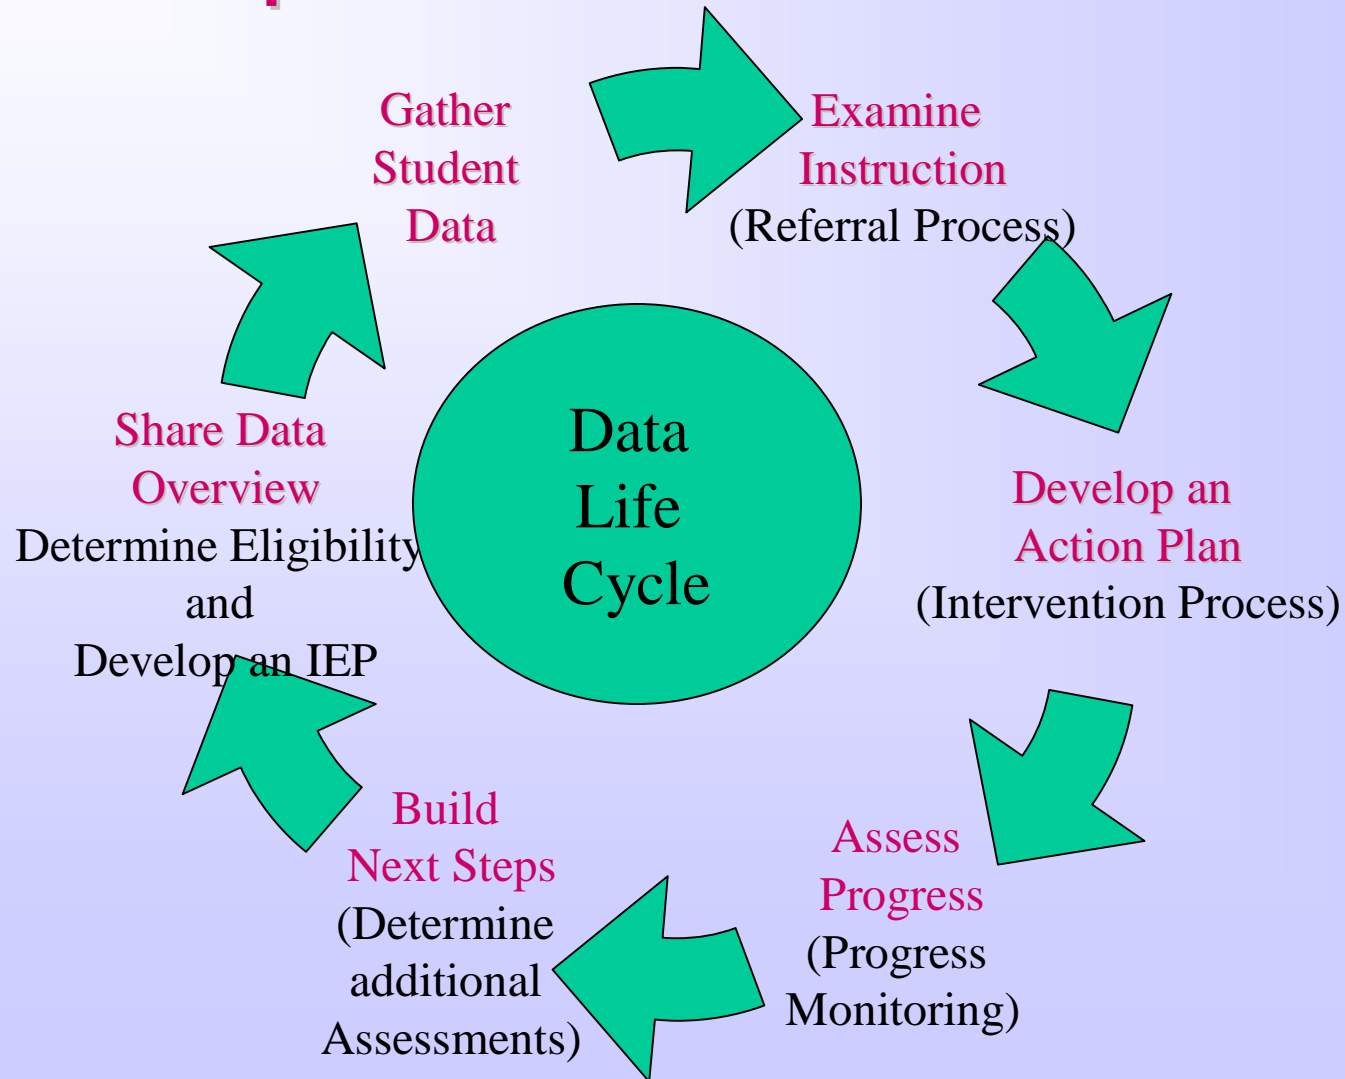 Gather
Student
Data
Examine
Instruction
(Referral Process)
Develop an
Action Plan
(Intervention Process)
Assess
Progress
(Progress
Monitoring)
Build
Next Steps
(Determine
additional
Assessments)
Share Data
Overview
Determine Eligibility
and
Develop an IEP
Data
Life
Cycle